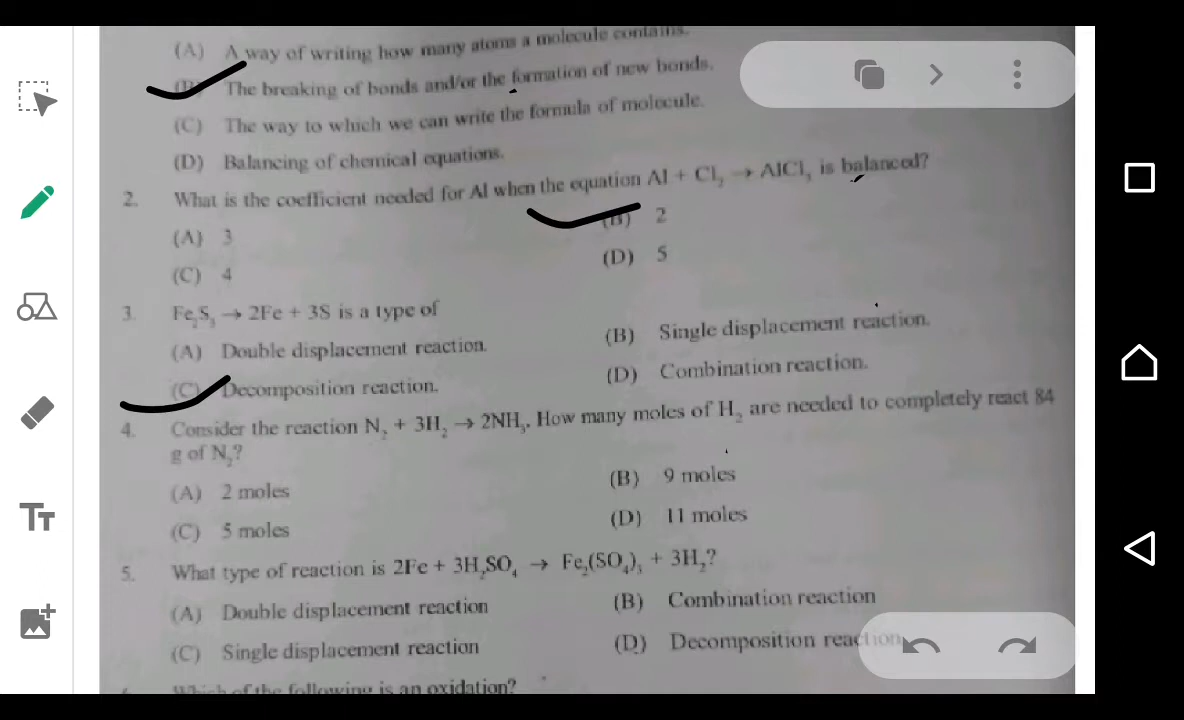 (A) A way of writing how many atoms a molecule contains.
(B) The breaking of bonds and/or the formation of new bonds.
(C) The way to which we can write the formula of molecule.
(D) Balancing of chemical equations.
2. What is the coefficient needed for Al when the equation Al + Cl₂ → AlCl₃ is balanced?
(A) 3 (B) 2
(C) 4 (D) 5
3. Fe₂S₃ → 2Fe + 3S is a type of
(A) Double displacement reaction. (B) Single displacement reaction.
(C) Decomposition reaction. (D) Combination reaction.
4. Consider the reaction N₂ + 3H₂ → 2NH₃. How many moles of H₂ are needed to completely react 84
g of N₂?
(A) 2 moles (B) 9 moles
(C) 5 moles (D) 11 moles
5. What type of reaction is 2Fe + 3H₂SO₄ → Fe₂(SO₄)₃ + 3H₂?
(A) Double displacement reaction (B) Combination reaction
(C) Single displacement reaction (D) Decomposition reaction
Which of the following is an oxidation?
TT